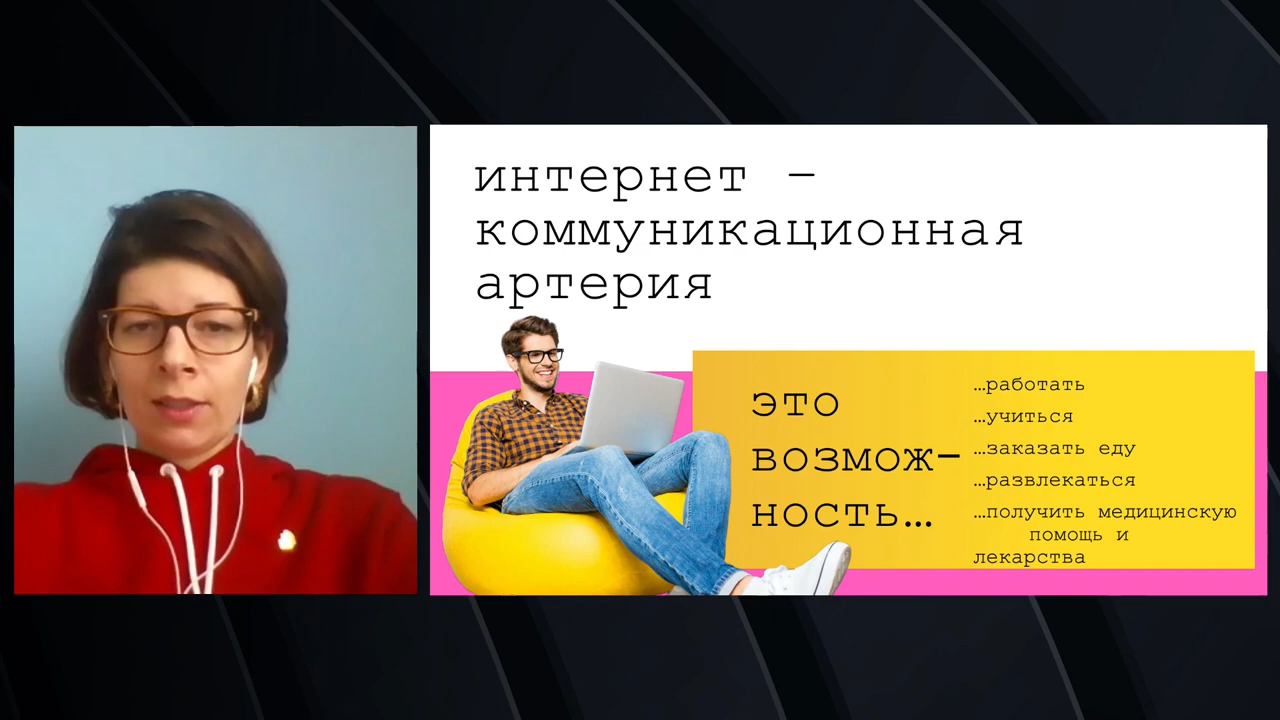 интернет –
коммуникационная
артерия
это
возмож-
ность…
…работать
…учиться
…заказать еду
…развлекаться
…получить медицинскую
помощь и
лекарства